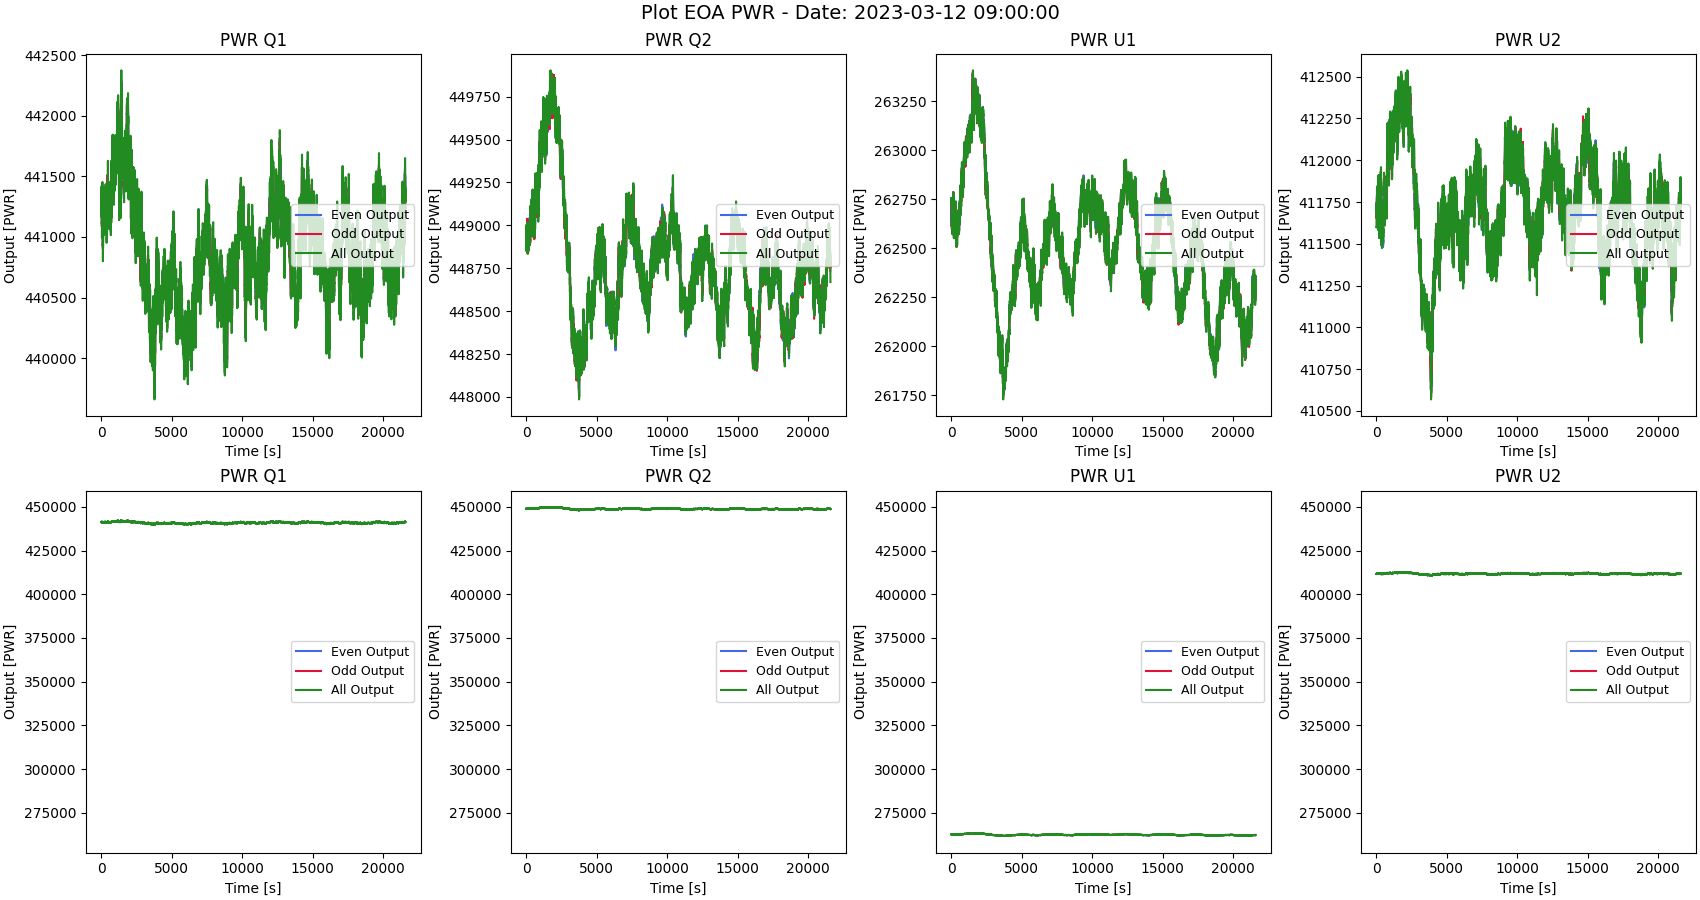 Plot EOA PWR - Date: 2023-03-12 09:00:00
PWR Q1
Output [PWR]
442500
442000
441500
441000
440500
440000
0 5000 10000 15000 20000
Time [s]
Even Output
Odd Output
All Output
PWR Q2
Output [PWR]
449750
449500
449250
449000
448750
448500
448250
448000
0 5000 10000 15000 20000
Time [s]
Even Output
Odd Output
All Output
PWR U1
Output [PWR]
263250
263000
262750
262500
262250
262000
261750
0 5000 10000 15000 20000
Time [s]
Even Output
Odd Output
All Output
PWR U2
Output [PWR]
412500
412250
412000
411750
411500
411250
411000
410750
410500
0 5000 10000 15000 20000
Time [s]
Even Output
Odd Output
All Output
PWR Q1
Output [PWR]
450000
425000
400000
375000
350000
325000
300000
275000
0 5000 10000 15000 20000
Time [s]
Even Output
Odd Output
All Output
PWR Q2
Output [PWR]
450000
425000
400000
375000
350000
325000
300000
275000
0 5000 10000 15000 20000
Time [s]
Even Output
Odd Output
All Output
PWR U1
Output [PWR]
450000
425000
400000
375000
350000
325000
300000
275000
0 5000 10000 15000 20000
Time [s]
Even Output
Odd Output
All Output
PWR U2
Output [PWR]
450000
425000
400000
375000
350000
325000
300000
275000
0 5000 10000 15000 20000
Time [s]
Even Output
Odd Output
All Output